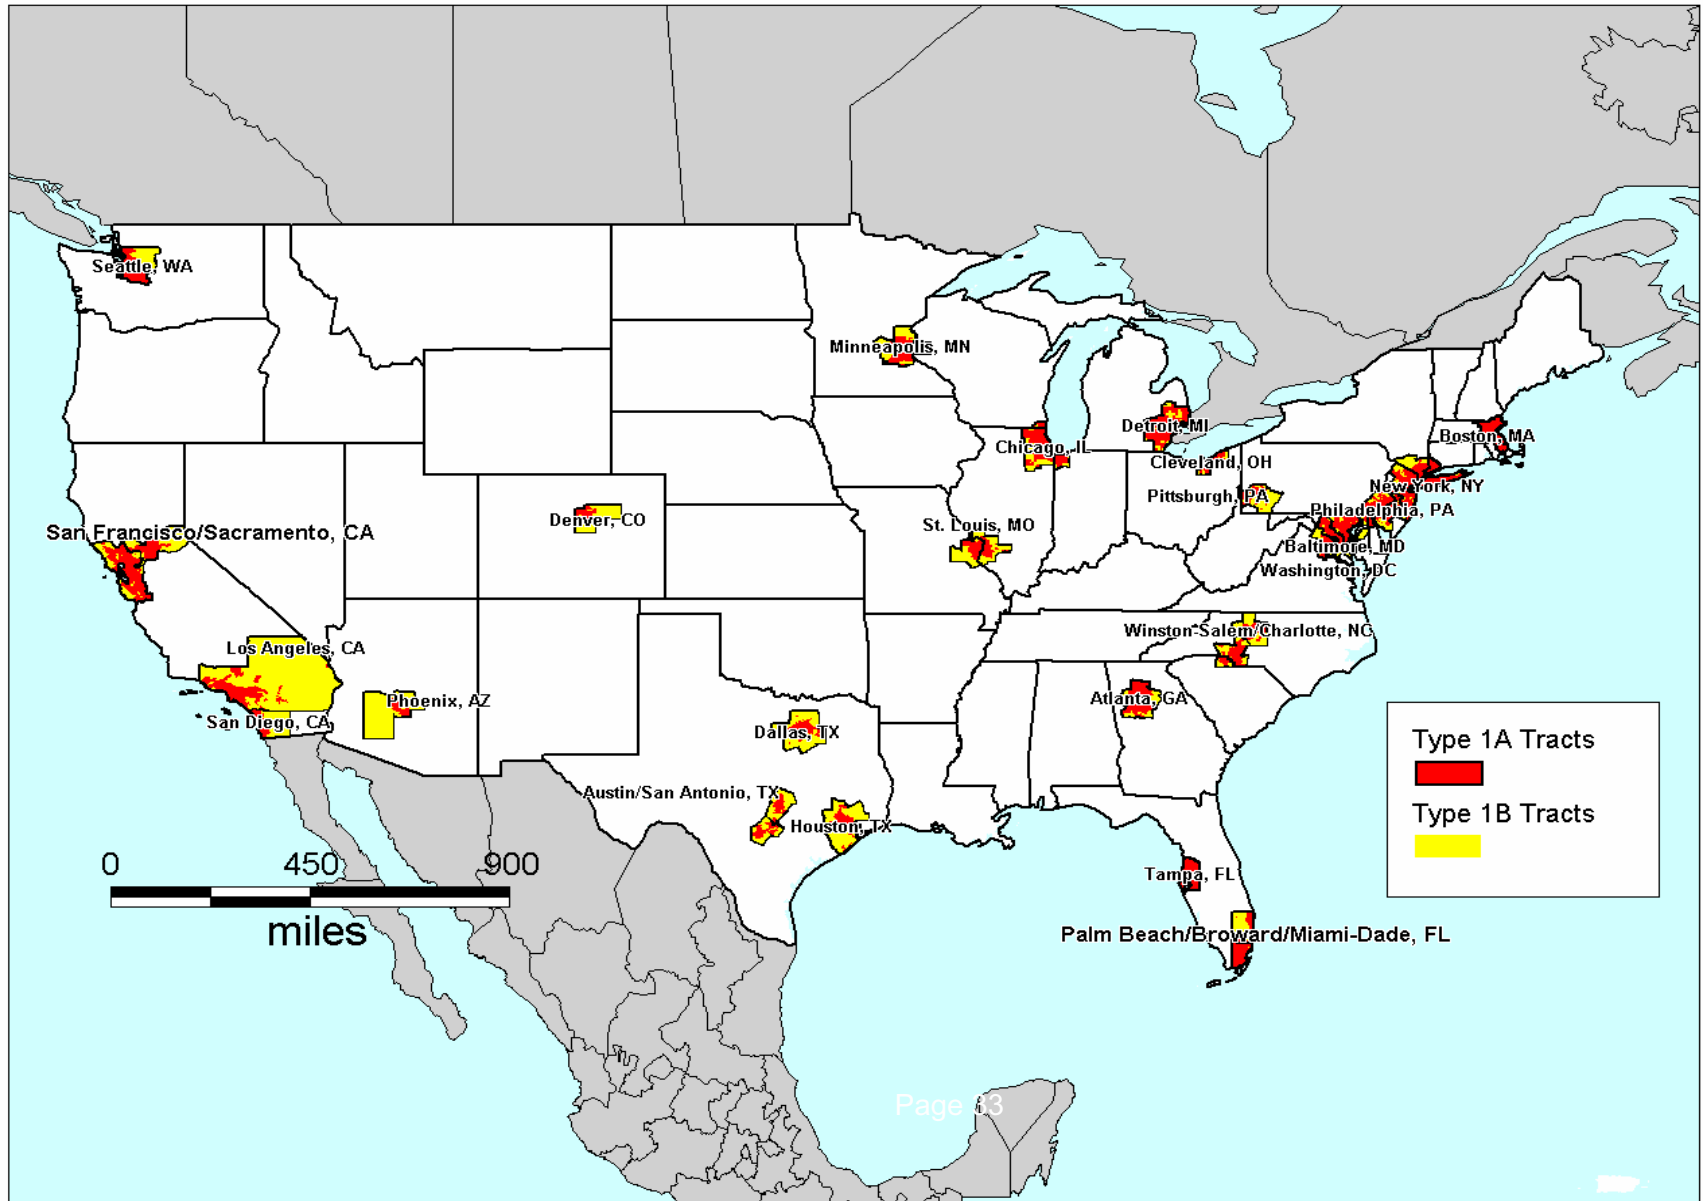 Seattle, WA
Minneapolis, MN
Detroit, MI
Boston, MA
Chicago, IL
Cleveland, OH
New York, NY
Pittsburgh, PA
Philadelphia, PA
Denver, CO
St. Louis, MO
San Francisco/Sacramento, CA
Baltimore, MD
Washington, DC
Winston-Salem/Charlotte, NC
Los Angeles, CA
Phoenix, AZ
Atlanta, GA
San Diego, CA
Dallas, TX
Type 1A Tracts
Austin/San Antonio, TX
Type 1B Tracts
Houston, TX
0 450 900
miles
Tampa, FL
Palm Beach/Broward/Miami-Dade, FL
Page 33